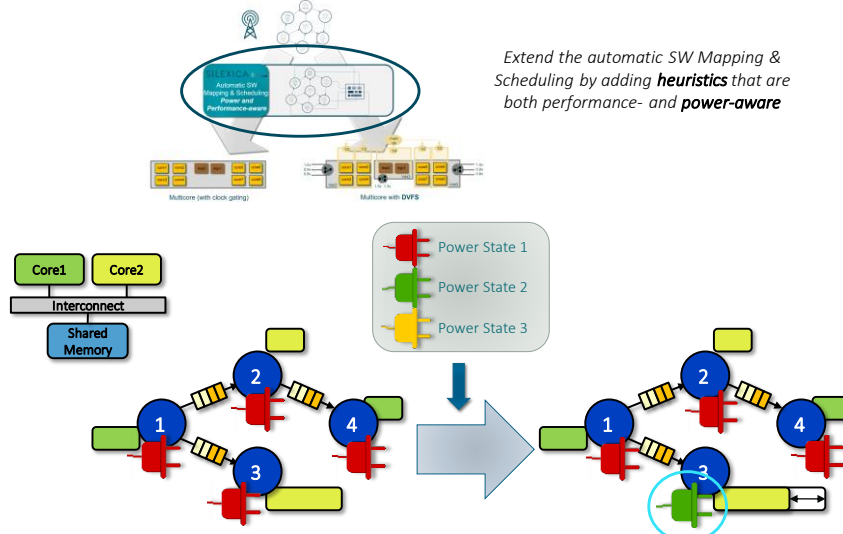 SILEXICA
Automatic SW
Mapping & Scheduling
Power and
Performance-aware
Extend the automatic SW Mapping &
Scheduling by adding heuristics that are
both performance- and power-aware
Multicore (with clock gating)
Multicore with DVFS
Power State 1
Power State 2
Power State 3
Core1
Core2
Interconnect
Shared
Memory
1
2
3
4
1
2
3
4